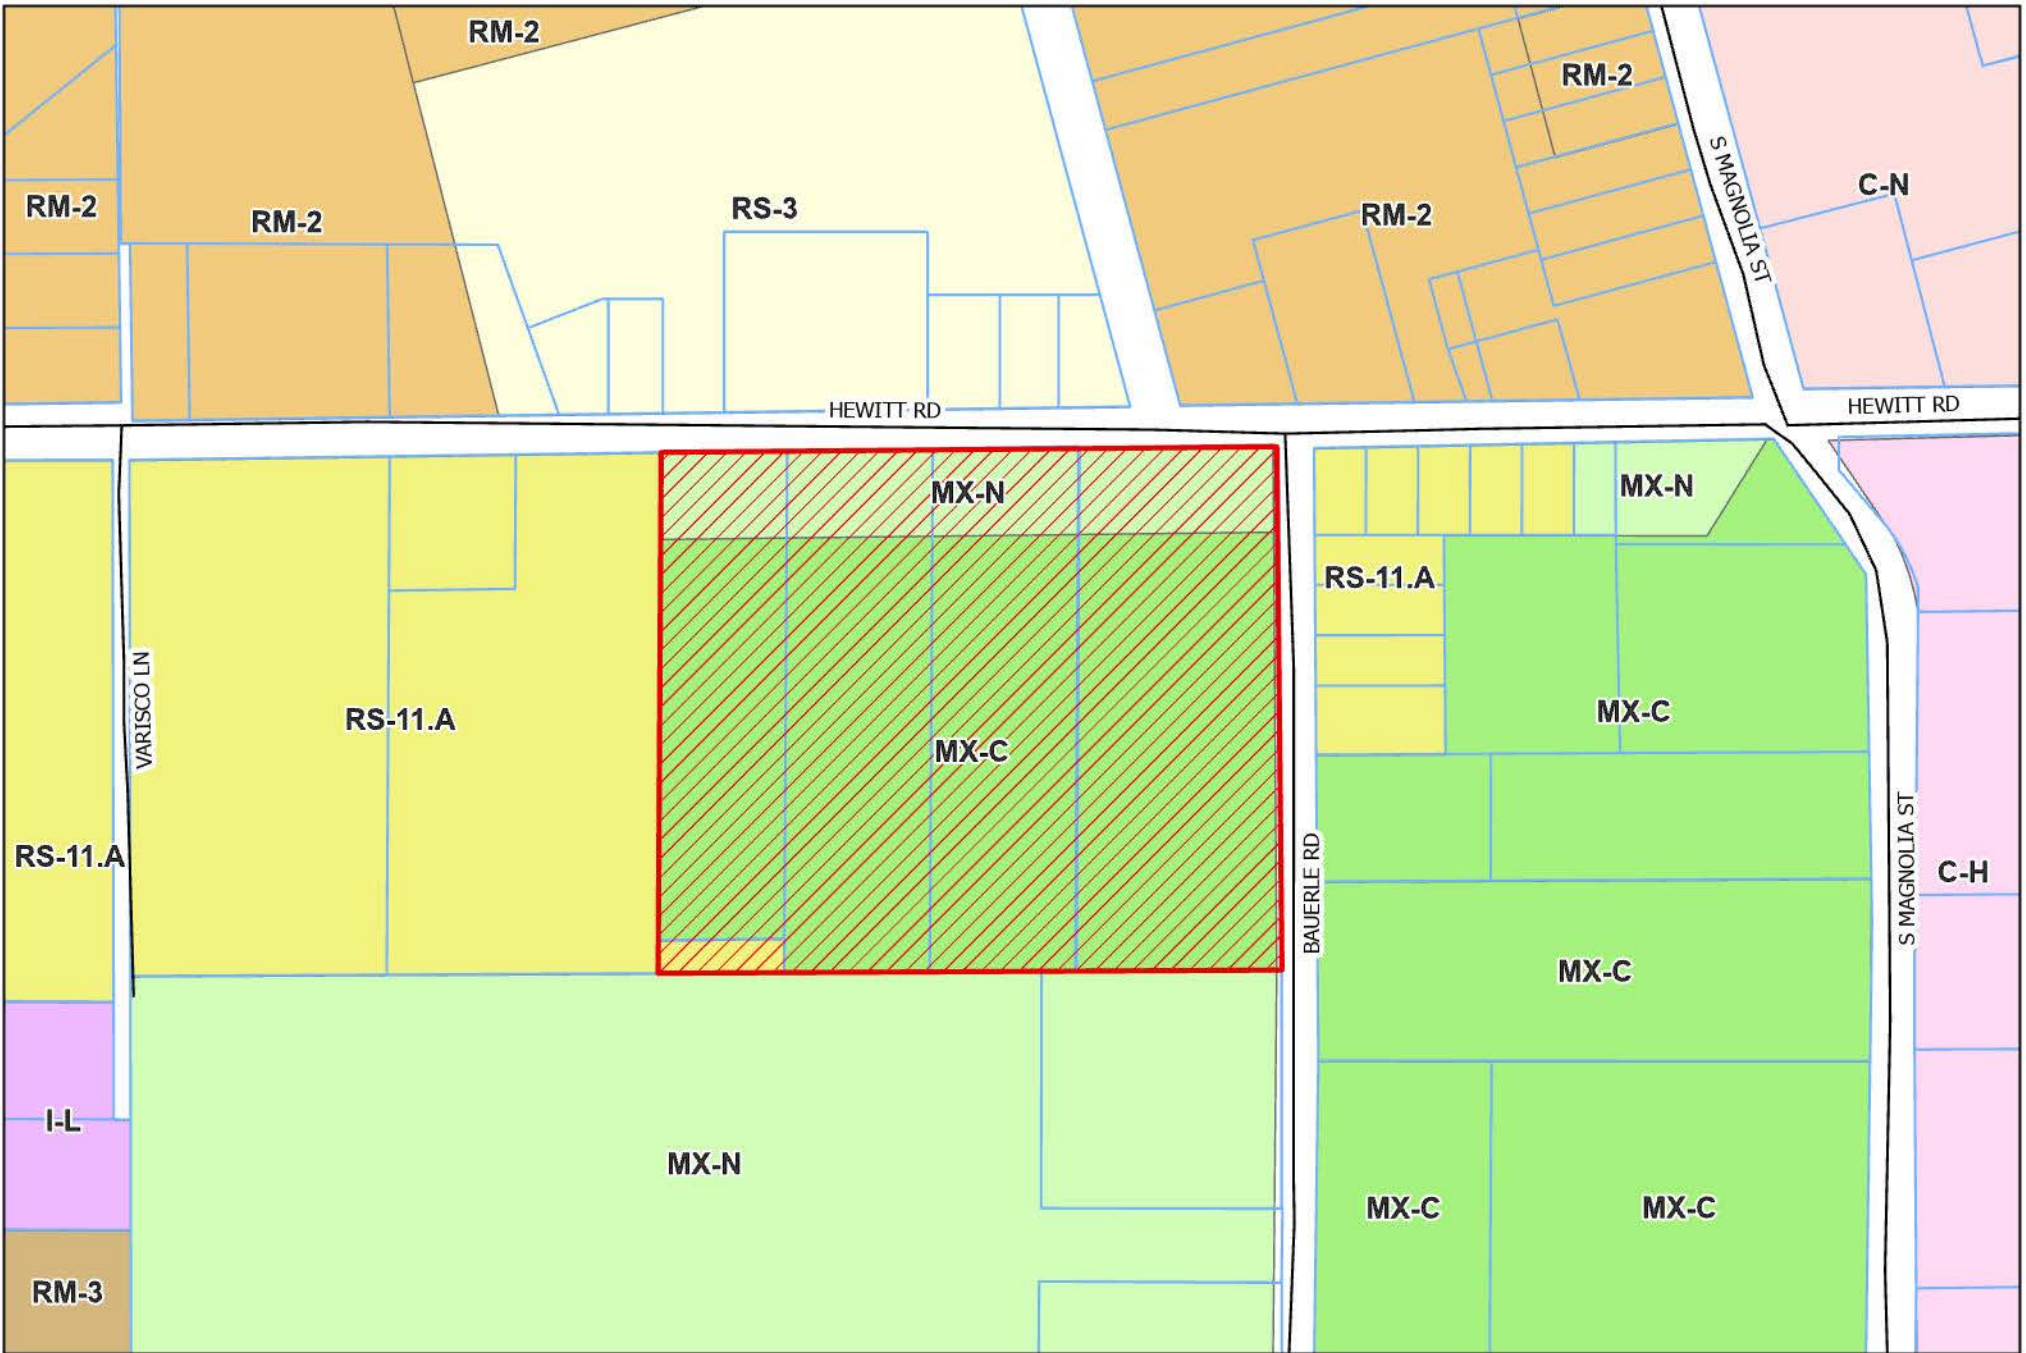 RM-2
RM-2
S MAGNOLIA ST
C-N
RM-2
RM-2
RS-3
RM-2
HEWITT RD
HEWITT RD
MX-N
MX-N
RS-11.A
VARISCO LN
RS-11.A
MX-C
MX-C
RS-11.A
BAUERLE RD
S MAGNOLIA ST
C-H
MX-C
I-L
MX-N
MX-C
MX-C
RM-3